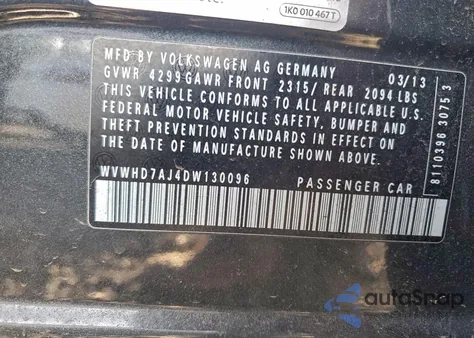 1K0 010 467 T
MFD BY VOLKSWAGEN AG GERMANY 03/13
GVWR 4299 GAWR FRONT 2315/ REAR 2094 LBS
THIS VEHICLE CONFORMS TO ALL APPLICABLE U.S.
FEDERAL MOTOR VEHICLE SAFETY, BUMPER AND
THEFT PREVENTION STANDARDS IN EFFECT ON
THE DATE OF MANUFACTURE SHOWN ABOVE.
WVWHD7AJ4DW130096 PASSENGER CAR
8110396 3075 3
autoSnap